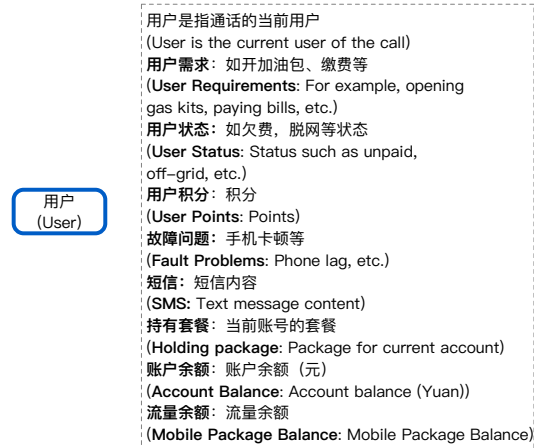 用户
(User)
用户是指通话的当前用户
(User is the current user of the call)
用户需求：如开加油包、缴费等
(User Requirements: For example, opening
gas kits, paying bills, etc.)
用户状态：如欠费，脱网等状态
(User Status: Status such as unpaid,
off-grid, etc.)
用户积分：积分
(User Points: Points)
故障问题：手机卡顿等
(Fault Problems: Phone lag, etc.)
短信：短信内容
(SMS: Text message content)
持有套餐：当前账号的套餐
(Holding package: Package for current account)
账户余额：账户余额（元）
(Account Balance: Account balance (Yuan))
流量余额：流量余额
(Mobile Package Balance: Mobile Package Balance)